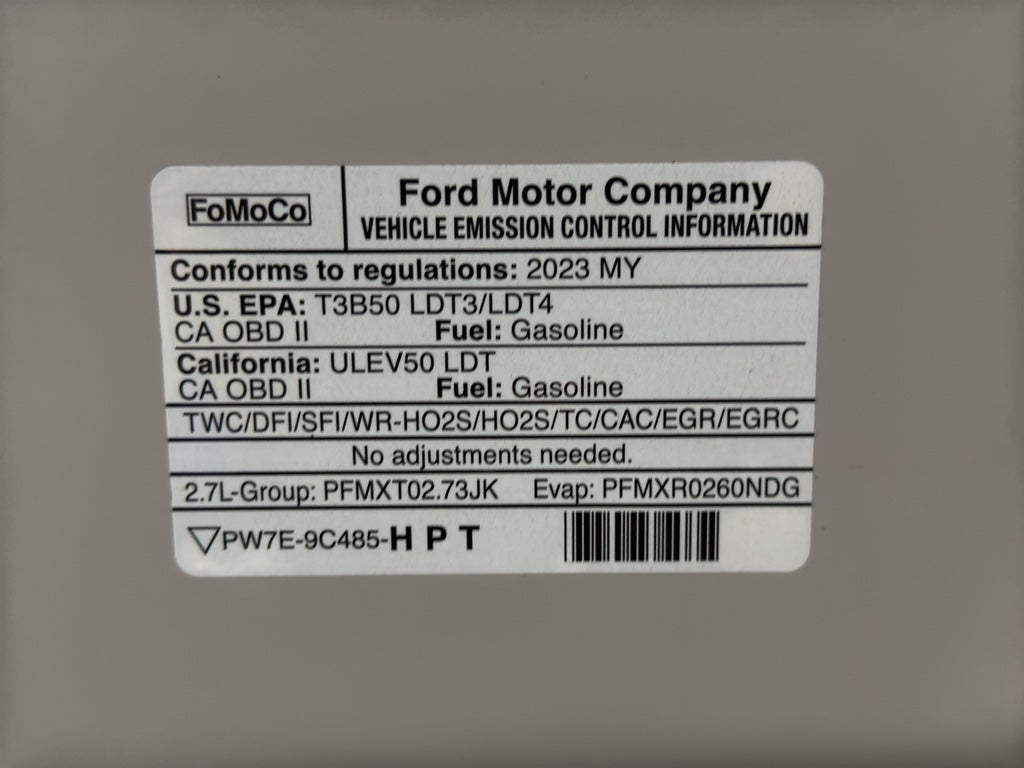 FoMoCo
Ford Motor Company
VEHICLE EMISSION CONTROL INFORMATION
Conforms to regulations: 2023 MY
U.S. EPA: T3B50 LDT3/LDT4
CA OBD II Fuel: Gasoline
California: ULEV50 LDT
CA OBD II Fuel: Gasoline
TWC/DFI/SFI/WR-HO2S/HO2S/TC/CAC/EGR/EGRC
No adjustments needed.
2.7L-Group: PFMXT02.73JK Evap: PFMXR0260NDG
PW7E-9C485-H P T